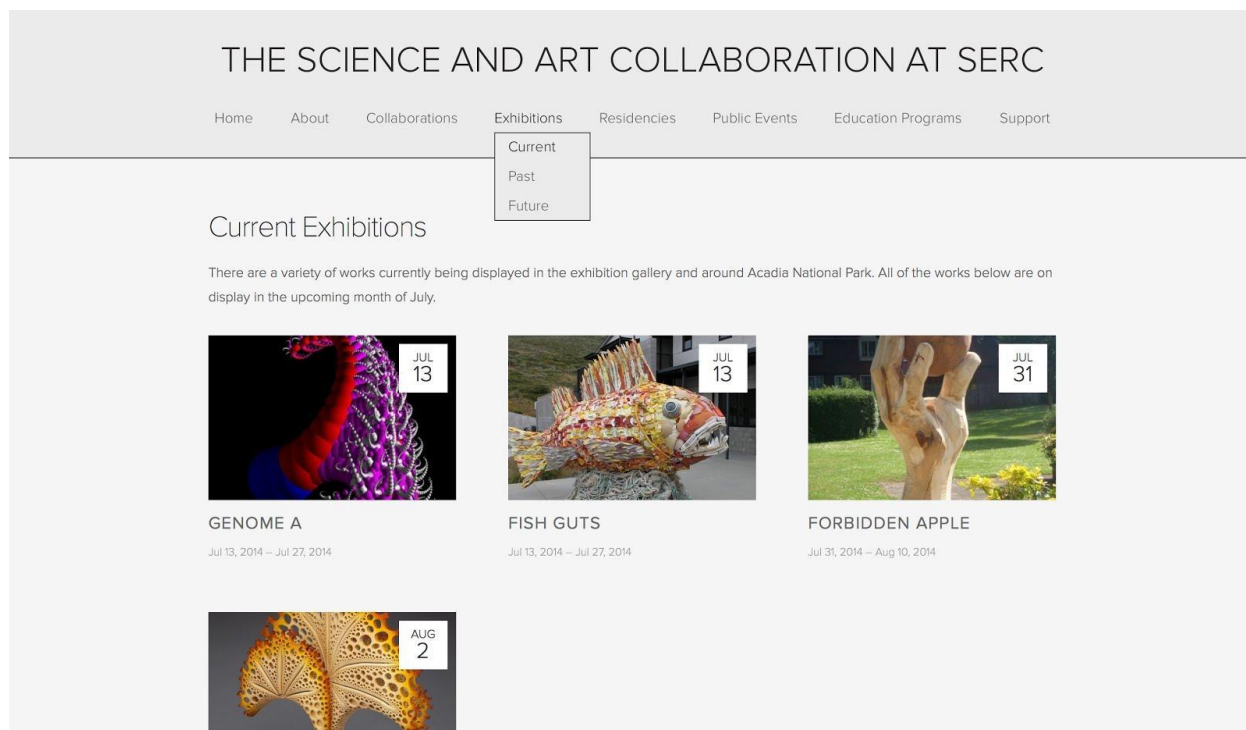 THE SCIENCE AND ART COLLABORATION AT SERC
Home About Collaborations Exhibitions Residencies Public Events Education Programs Support
Current
Past
Future
Current Exhibitions
There are a variety of works currently being displayed in the exhibition gallery and around Acadia National Park. All of the works below are on
display in the upcoming month of July.
JUL
13
GENOME A
Jul 13, 2014 – Jul 27, 2014
JUL
13
FISH GUTS
Jul 13, 2014 – Jul 27, 2014
JUL
31
FORBIDDEN APPLE
Jul 31, 2014 – Aug 10, 2014
AUG
2